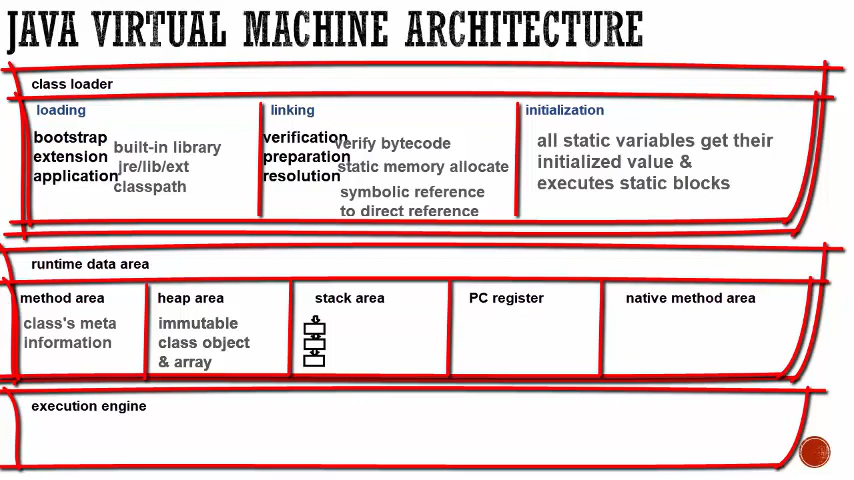 JAVA VIRTUAL MACHINE ARCHITECTURE
class loader
loading
bootstrap
extension
application
built-in library
jre/lib/ext
classpath
linking
verification
preparation
resolution
verify bytecode
static memory allocate
symbolic reference
to direct reference
initialization
all static variables get their
initialized value &
executes static blocks
runtime data area
method area
class's meta
information
heap area
immutable
class object
& array
stack area
PC register
native method area
execution engine